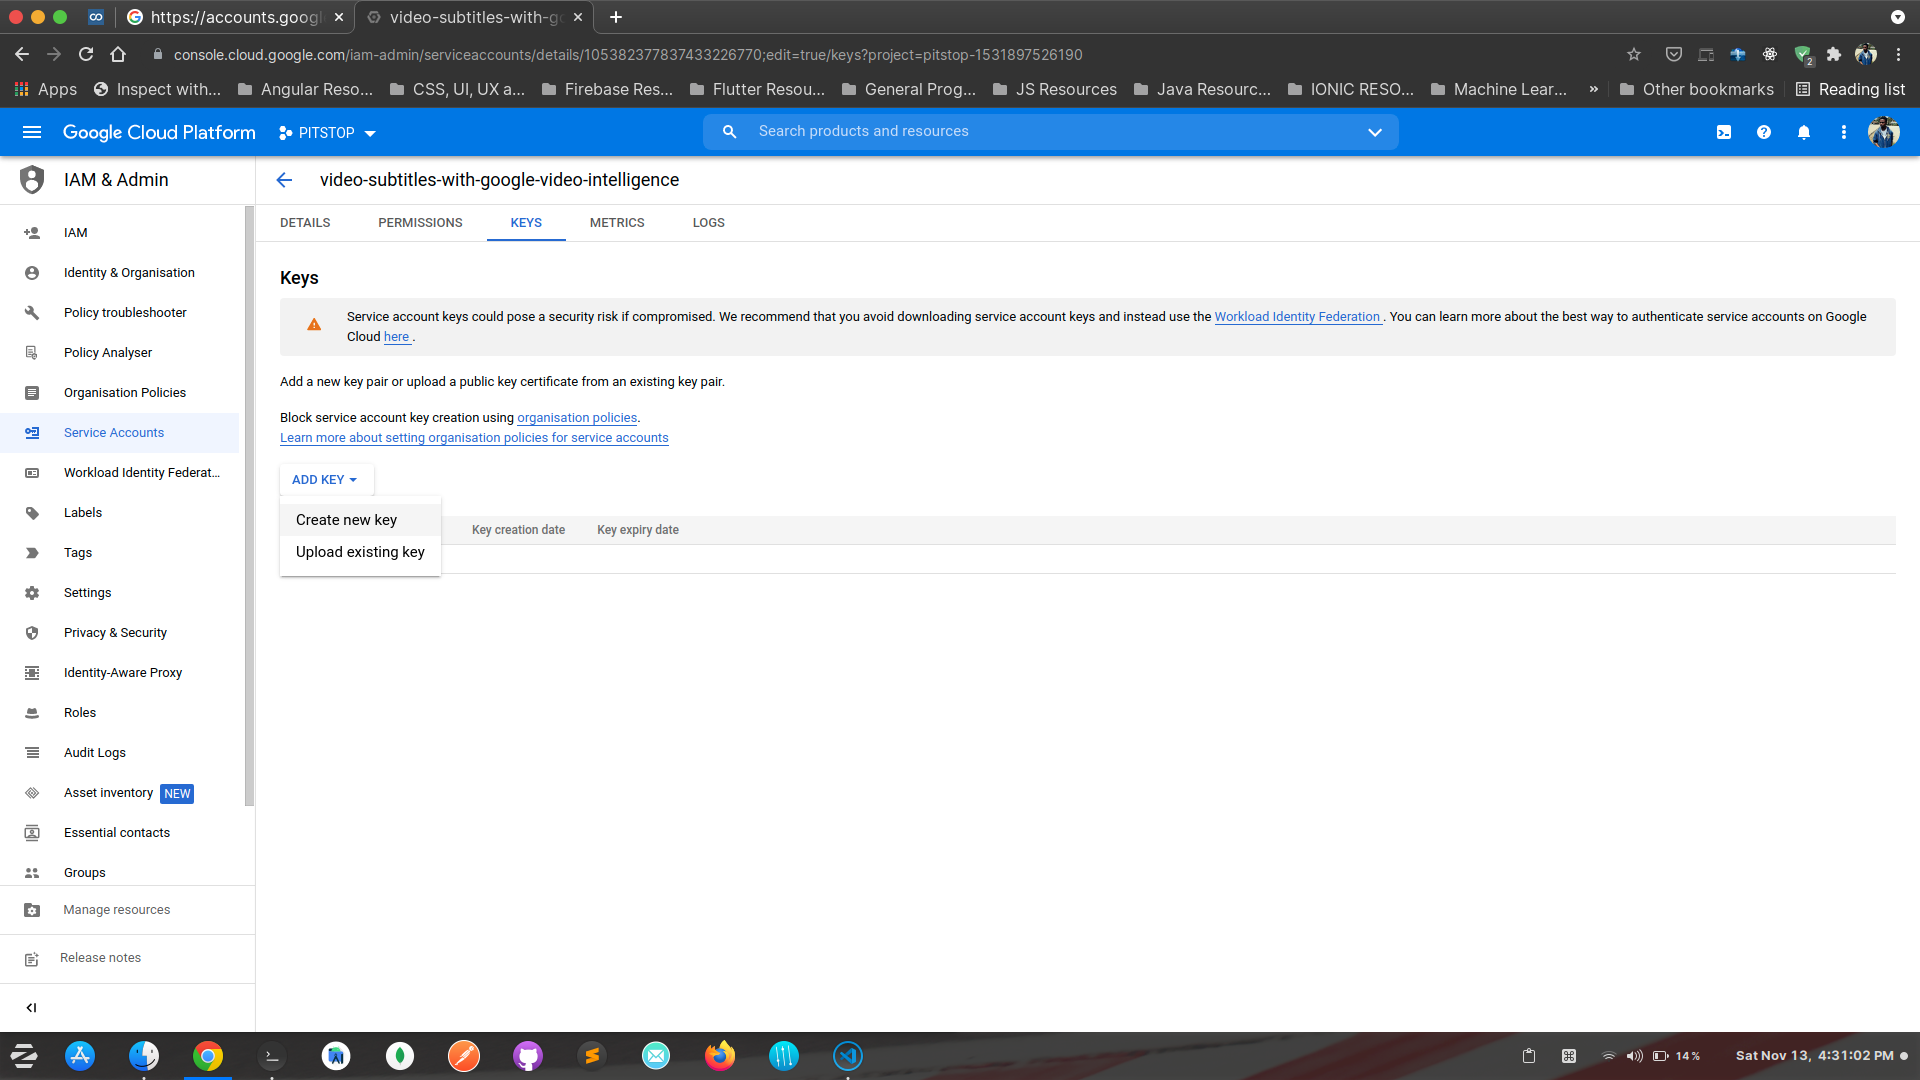 https://accounts.googl
video-subtitles-with-go
console.cloud.google.com/iam-admin/serviceaccounts/details/105382377837433226770;edit=true/keys?project=pitstop-1531897526190
2
Apps
Inspect with...
Angular Reso...
CSS, UI, UX a...
Firebase Res...
Flutter Resou...
General Prog...
JS Resources
Java Resourc...
IONIC RESO...
Machine Lear...
»
Other bookmarks
Reading list
Google Cloud Platform
PITSTOP
Search products and resources
IAM & Admin
video-subtitles-with-google-video-intelligence
DETAILS
PERMISSIONS
KEYS
METRICS
LOGS
IAM
Identity & Organisation
Policy troubleshooter
Policy Analyser
Organisation Policies
Service Accounts
Workload Identity Federat...
Labels
Tags
Settings
Privacy & Security
Identity-Aware Proxy
Roles
Audit Logs
Asset inventory NEW
Essential contacts
Groups
Manage resources
Release notes
Keys
Service account keys could pose a security risk if compromised. We recommend that you avoid downloading service account keys and instead use the Workload Identity Federation . You can learn more about the best way to authenticate service accounts on Google
Cloud here .
Add a new key pair or upload a public key certificate from an existing key pair.
Block service account key creation using organisation policies.
Learn more about setting organisation policies for service accounts
ADD KEY
Create new key
Upload existing key
Key creation date
Key expiry date
14 %
Sat Nov 13, 4:31:02 PM